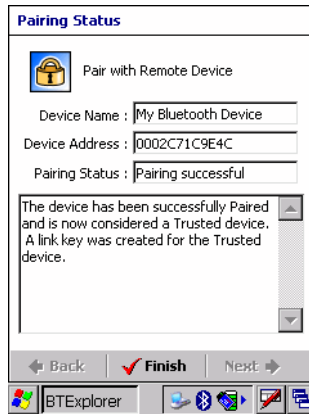 Pairing Status
Pair with Remote Device
Device Name : My Bluetooth Device
Device Address : 0002C71C9E4C
Pairing Status : Pairing successful
The device has been successfully Paired
and is now considered a Trusted device.
A link key was created for the Trusted
device.
Back Finish Next
BTExplorer